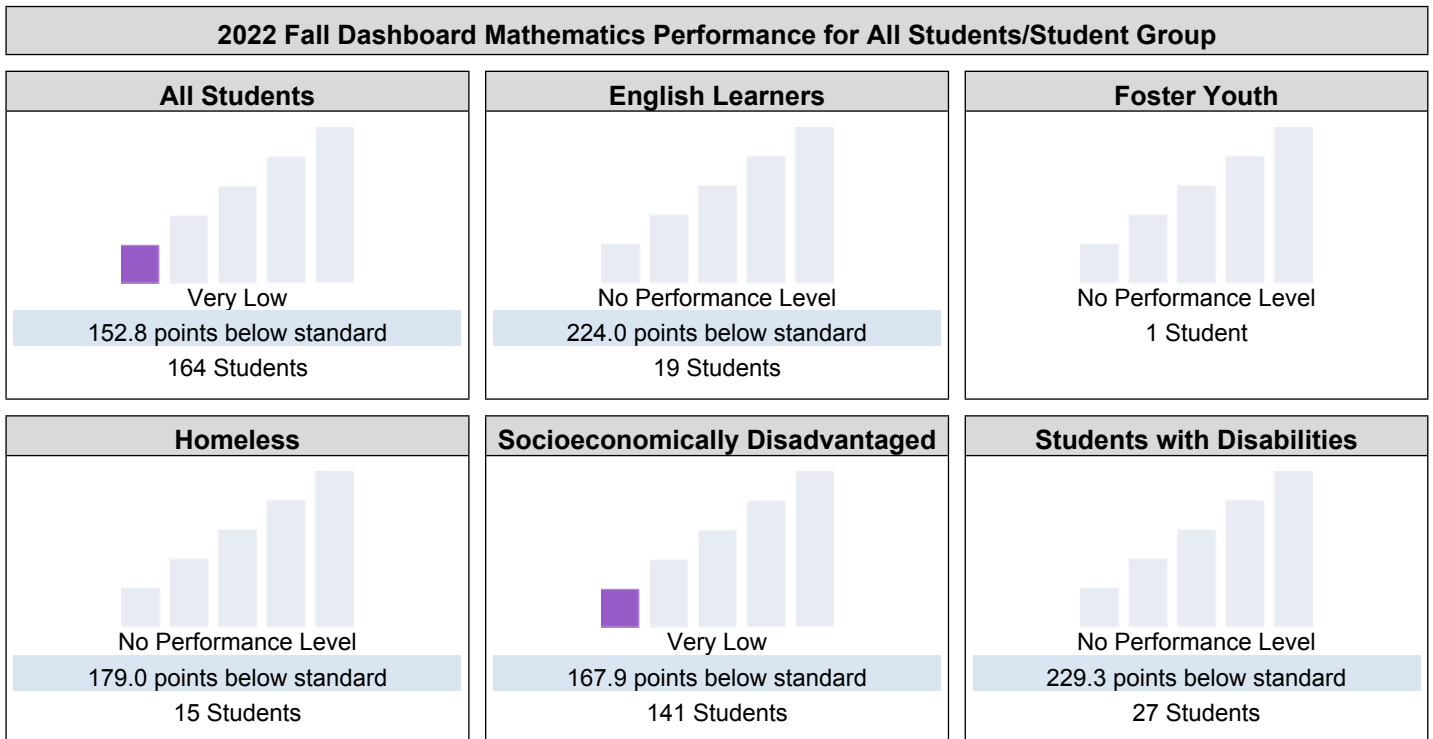 2022 Fall Dashboard Mathematics Performance for All Students/Student Group
All Students
Very Low
152.8 points below standard
164 Students
English Learners
No Performance Level
224.0 points below standard
19 Students
Foster Youth
No Performance Level
1 Student
Homeless
No Performance Level
179.0 points below standard
15 Students
Socioeconomically Disadvantaged
Very Low
167.9 points below standard
141 Students
Students with Disabilities
No Performance Level
229.3 points below standard
27 Students